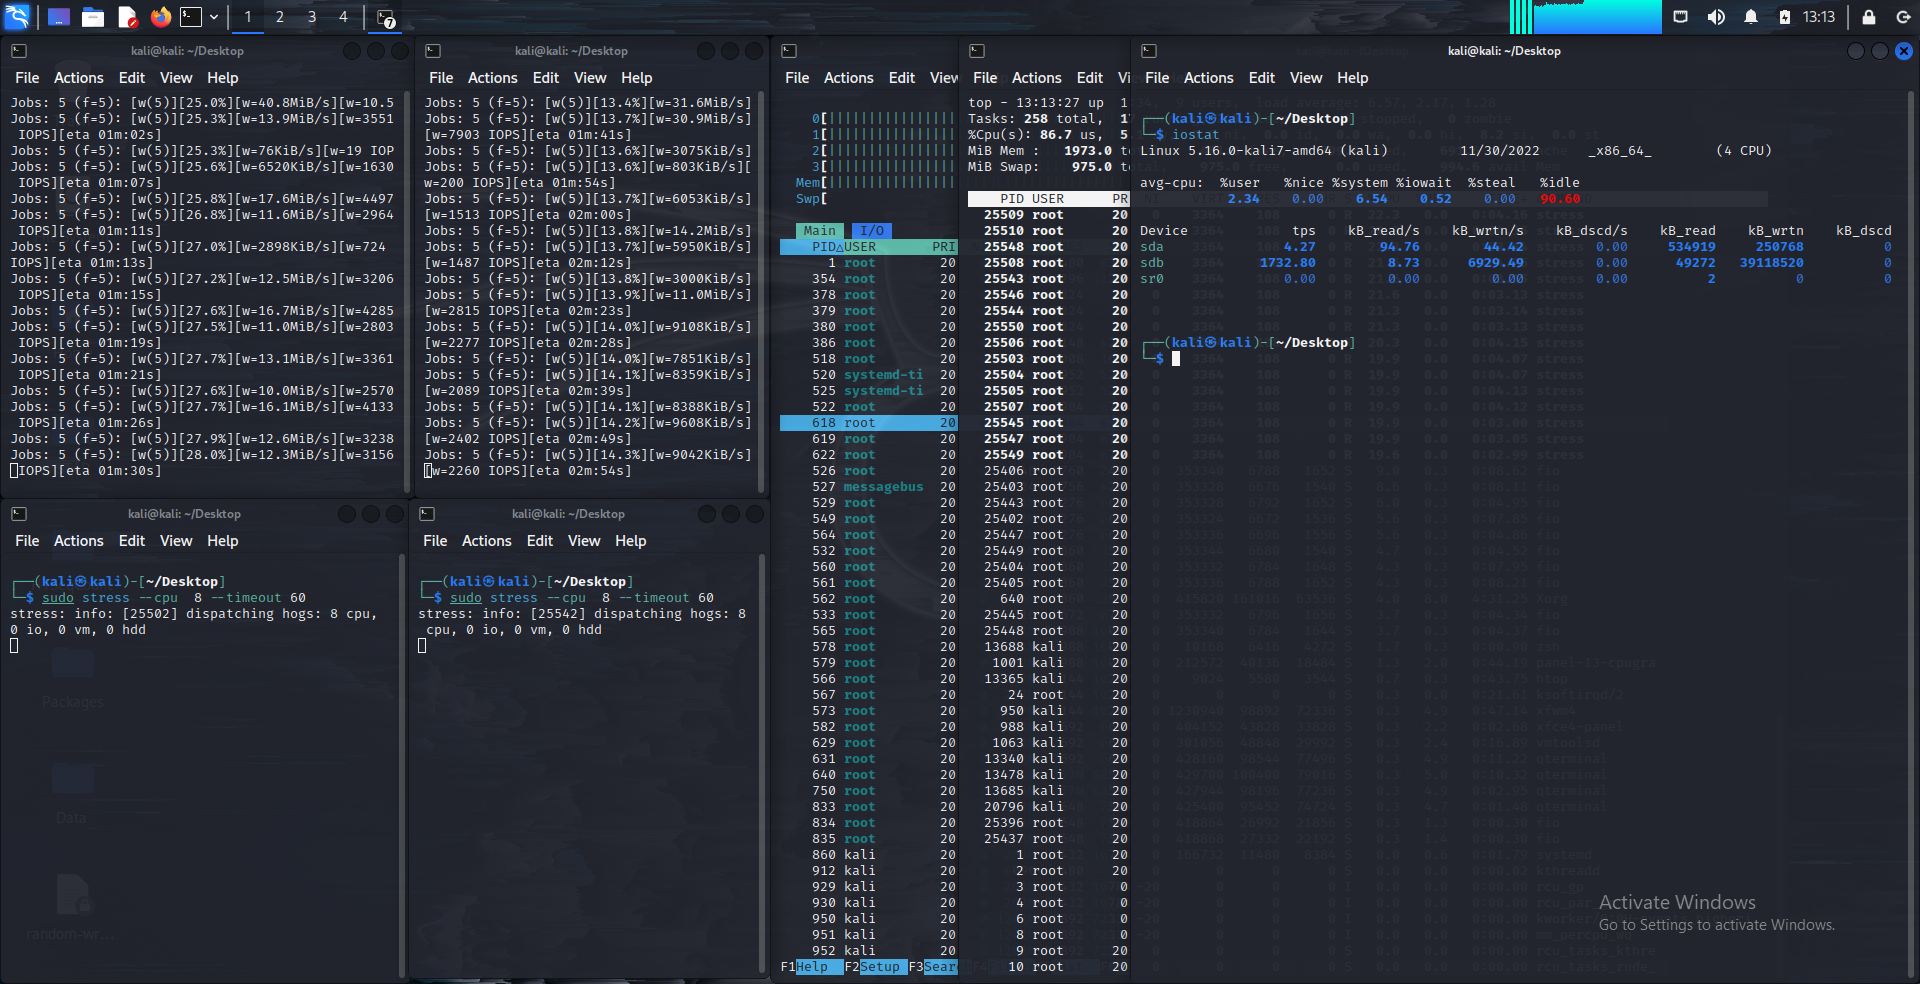 1 2 3 4 7 13:13
kali@kali: ~/Desktop
File Actions Edit View Help
Jobs: 5 (f=5): [w(5)][25.0%][w=40.8MiB/s][w=10.5
Jobs: 5 (f=5): [w(5)][25.3%][w=13.9MiB/s][w=3551
IOPS][eta 01m:02s]
Jobs: 5 (f=5): [w(5)][25.3%][w=76KiB/s][w=19 IOP
Jobs: 5 (f=5): [w(5)][25.6%][w=6520KiB/s][w=1630
IOPS][eta 01m:07s]
Jobs: 5 (f=5): [w(5)][25.8%][w=17.6MiB/s][w=4497
Jobs: 5 (f=5): [w(5)][26.8%][w=11.6MiB/s][w=2964
IOPS][eta 01m:11s]
Jobs: 5 (f=5): [w(5)][27.0%][w=2898KiB/s][w=724
IOPS][eta 01m:13s]
Jobs: 5 (f=5): [w(5)][27.2%][w=12.5MiB/s][w=3206
IOPS][eta 01m:15s]
Jobs: 5 (f=5): [w(5)][27.6%][w=16.7MiB/s][w=4285
Jobs: 5 (f=5): [w(5)][27.5%][w=11.0MiB/s][w=2803
IOPS][eta 01m:19s]
Jobs: 5 (f=5): [w(5)][27.7%][w=13.1MiB/s][w=3361
IOPS][eta 01m:21s]
Jobs: 5 (f=5): [w(5)][27.6%][w=10.0MiB/s][w=2570
Jobs: 5 (f=5): [w(5)][27.7%][w=16.1MiB/s][w=4133
IOPS][eta 01m:26s]
Jobs: 5 (f=5): [w(5)][27.9%][w=12.6MiB/s][w=3238
Jobs: 5 (f=5): [w(5)][28.0%][w=12.3MiB/s][w=3156
IOPS][eta 01m:30s]
kali@kali: ~/Desktop
File Actions Edit View Help
Jobs: 5 (f=5): [w(5)][13.4%][w=31.6MiB/s]
Jobs: 5 (f=5): [w(5)][13.7%][w=30.9MiB/s]
[w=7903 IOPS][eta 01m:41s]
Jobs: 5 (f=5): [w(5)][13.6%][w=3075KiB/s]
Jobs: 5 (f=5): [w(5)][13.6%][w=803KiB/s][
w=200 IOPS][eta 01m:54s]
Jobs: 5 (f=5): [w(5)][13.7%][w=6053KiB/s]
[w=1513 IOPS][eta 02m:00s]
Jobs: 5 (f=5): [w(5)][13.8%][w=14.2MiB/s]
Jobs: 5 (f=5): [w(5)][13.7%][w=5950KiB/s]
[w=1487 IOPS][eta 02m:12s]
Jobs: 5 (f=5): [w(5)][13.8%][w=3000KiB/s]
Jobs: 5 (f=5): [w(5)][13.9%][w=11.0MiB/s]
[w=2815 IOPS][eta 02m:23s]
Jobs: 5 (f=5): [w(5)][14.0%][w=9108KiB/s]
[w=2277 IOPS][eta 02m:28s]
Jobs: 5 (f=5): [w(5)][14.0%][w=7851KiB/s]
Jobs: 5 (f=5): [w(5)][14.1%][w=8359KiB/s]
[w=2089 IOPS][eta 02m:39s]
Jobs: 5 (f=5): [w(5)][14.1%][w=8388KiB/s]
Jobs: 5 (f=5): [w(5)][14.2%][w=9608KiB/s]
[w=2402 IOPS][eta 02m:49s]
Jobs: 5 (f=5): [w(5)][14.3%][w=9042KiB/s]
[w=2260 IOPS][eta 02m:54s]
kali@kali: ~/Desktop
File Actions Edit View Help
┌──(kali㉿kali)-[~/Desktop]
└─$ sudo stress --cpu 8 --timeout 60
stress: info: [25502] dispatching hogs: 8 cpu,
0 io, 0 vm, 0 hdd
Packages
Data
random-wr...
kali@kali: ~/Desktop
File Actions Edit View Help
┌──(kali㉿kali)-[~/Desktop]
└─$ sudo stress --cpu 8 --timeout 60
stress: info: [25542] dispatching hogs: 8
cpu, 0 io, 0 vm, 0 hdd
File Actions Edit View
0[||||||||||||||||
1[||||||||||||||||
2[||||||||||||||||
3[||||||||||||||||
Mem[||||||||||||||||
Swp[
Main I/O
PID△USER PRI
1 root 20
354 root 20
378 root 20
379 root 20
380 root 20
386 root 20
518 root 20
520 systemd-ti 20
525 systemd-ti 20
522 root 20
618 root 20
619 root 20
622 root 20
526 root 20
527 messagebus 20
529 root 20
549 root 20
564 root 20
532 root 20
560 root 20
561 root 20
562 root 20
533 root 20
565 root 20
578 root 20
579 root 20
566 root 20
567 root 20
573 root 20
582 root 20
629 root 20
631 root 20
640 root 20
750 root 20
833 root 20
834 root 20
835 root 20
860 kali 20
912 kali 20
929 kali 20
930 kali 20
950 kali 20
951 kali 20
952 kali 20
F1Help F2Setup F3Sear
File Actions Edit Vi
top - 13:13:27 up 1
Tasks: 258 total, 1
%Cpu(s): 86.7 us, 5
MiB Mem : 1973.0 t
MiB Swap: 975.0 t
PID USER PR
25509 root 20
25510 root 20
25548 root 20
25508 root 20
25543 root 20
25546 root 20
25544 root 20
25550 root 20
25506 root 20
25503 root 20
25504 root 20
25505 root 20
25507 root 20
25545 root 20
25547 root 20
25549 root 20
25406 root 20
25403 root 20
25443 root 20
25402 root 20
25447 root 20
25449 root 20
25404 root 20
25405 root 20
640 root 20
25445 root 20
25448 root 20
13688 kali 20
1001 kali 20
13365 kali 20
24 root 20
950 kali 20
988 kali 20
1063 kali 20
13340 kali 20
13478 kali 20
13685 kali 20
20796 kali 20
25396 root 20
25437 root 20
1 root 20
2 root 20
3 root 0
4 root 0
6 root 0
8 root 0
9 root 20
10 root 20
kali@kali: ~/Desktop
File Actions Edit View Help
┌──(kali㉿kali)-[~/Desktop]
└─$ iostat
Linux 5.16.0-kali7-amd64 (kali) 11/30/2022 _x86_64_ (4 CPU)
avg-cpu: %user %nice %system %iowait %steal %idle
2.34 0.00 6.54 0.52 0.00 90.60
Device tps kB_read/s kB_wrtn/s kB_dscd/s kB_read kB_wrtn kB_dscd
sda 4.27 94.76 44.42 0.00 534919 250768 0
sdb 1732.80 8.73 6929.49 0.00 49272 39118520 0
sr0 0.00 0.00 0.00 0.00 2 0 0
┌──(kali㉿kali)-[~/Desktop]
└─$
Activate Windows
Go to Settings to activate Windows.